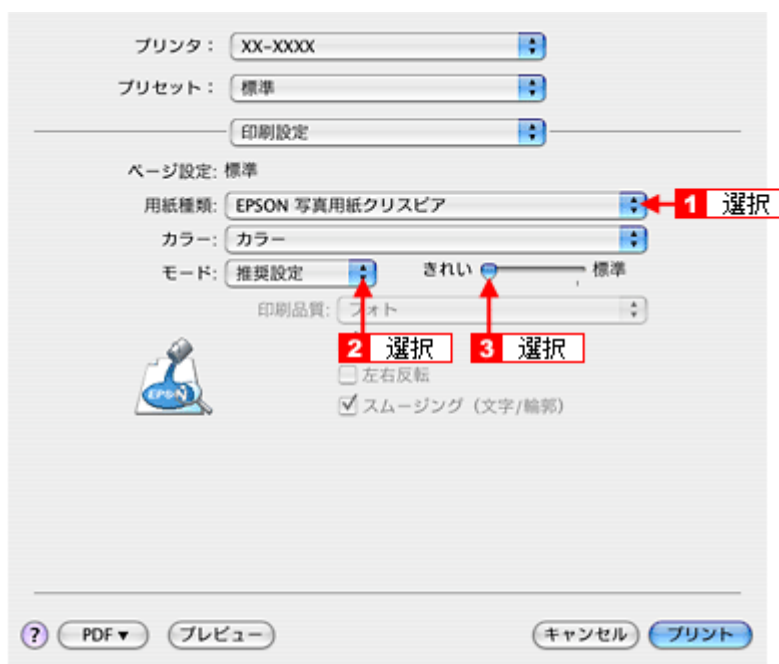 プリンタ： XX-XXXX
プリセット： 標準
印刷設定
ページ設定: 標準
用紙種類: EPSON 写真用紙クリスピア
1 選択
カラー: カラー
モード: 推奨設定 きれい 標準
印刷品質: フォト
2 選択 3 選択
左右反転
EPSON
スムージング（文字/輪郭）
? PDF▼ プレビュー キャンセル プリント